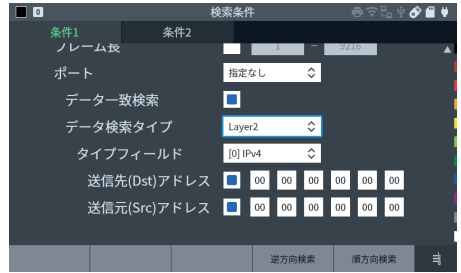 0 検索条件
条件1 条件2
フレーム長 1 – 9216
ポート 指定なし
データ一致検索
データ検索タイプ Layer2
タイプフィールド [0] IPv4
送信先(Dst)アドレス 00 00 00 00 00 00
送信元(Src)アドレス 00 00 00 00 00 00
逆方向検索 順方向検索